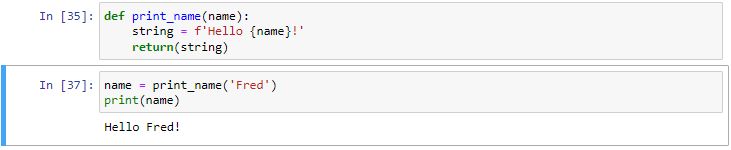 In [35]: def print_name(name):
    string = f'Hello {name}!'
    return(string)
In [37]: name = print_name('Fred')
print(name)
Hello Fred!